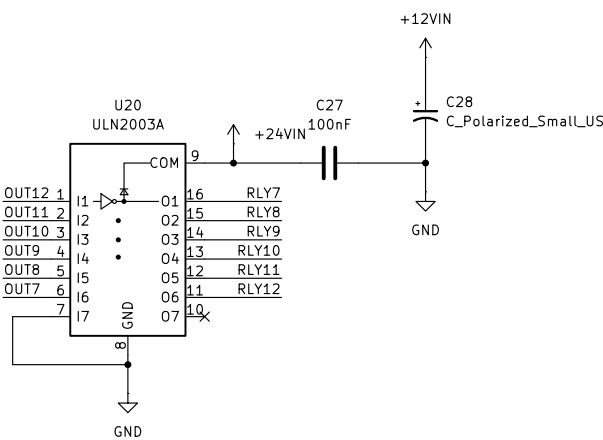 +12VIN
U20
ULN2003A
C27
100nF
+
C28
C_Polarized_Small_US
+24VIN
COM 9
OUT12 1 I1 O1 16 RLY7
OUT11 2 I2 O2 15 RLY8
OUT10 3 I3 O3 14 RLY9
OUT9 4 I4 O4 13 RLY10
OUT8 5 I5 O5 12 RLY11
OUT7 6 I6 O6 11 RLY12
7 I7 GND O7 10
8
GND
GND